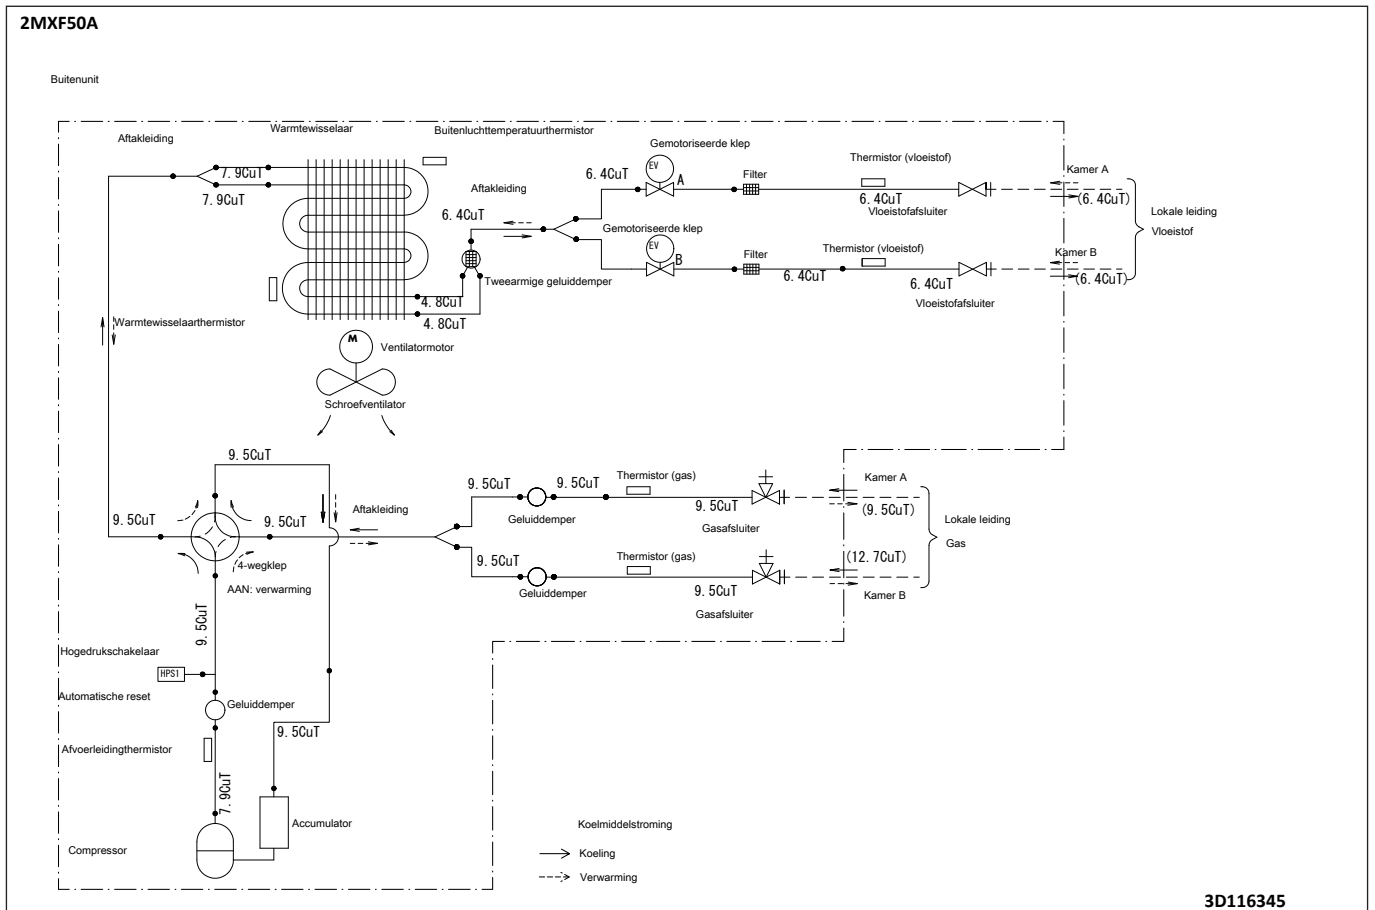 2MXF50A
Buitenunit
Aftakleiding
Warmtewisselaar
Buitenluchttemperatuurthermistor
7.9CuT
7.9CuT
Aftakleiding
6.4CuT
Gemotoriseerde klep
EV
A
6.4CuT
Filter
Thermistor (vloeistof)
6.4CuT
Vloeistofafsluiter
Kamer A
(6.4CuT)
Gemotoriseerde klep
EV
B
Filter
Thermistor (vloeistof)
6.4CuT
6.4CuT
Vloeistofafsluiter
Kamer B
(6.4CuT)
Lokale leiding
Vloeistof
Tweearmige geluiddemper
4.8CuT
4.8CuT
Warmtewisselaarthermistor
M
Ventilatormotor
Schroefventilator
9.5CuT
9.5CuT
9.5CuT
Aftakleiding
4-wegklep
AAN: verwarming
9.5CuT
9.5CuT
9.5CuT
Geluiddemper
Thermistor (gas)
9.5CuT
Gasafsluiter
Kamer A
(9.5CuT)
9.5CuT
Geluiddemper
Thermistor (gas)
9.5CuT
Gasafsluiter
(12.7CuT)
Kamer B
Lokale leiding
Gas
Hogedrukschakelaar
HPS1
Automatische reset
Geluiddemper
9.5CuT
Afvoerleidingthermistor
7.9CuT
Accumulator
Compressor
Koelmiddelstroming
Koeling
Verwarming
3D116345